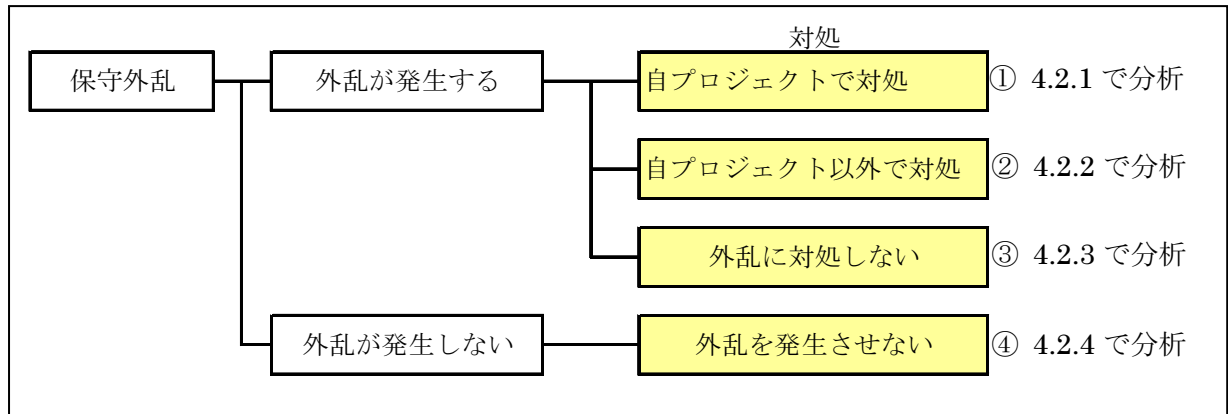 対処
保守外乱 外乱が発生する 自プロジェクトで対処 ① 4.2.1 で分析
自プロジェクト以外で対処 ② 4.2.2 で分析
外乱に対処しない ③ 4.2.3 で分析
外乱が発生しない 外乱を発生させない ④ 4.2.4 で分析